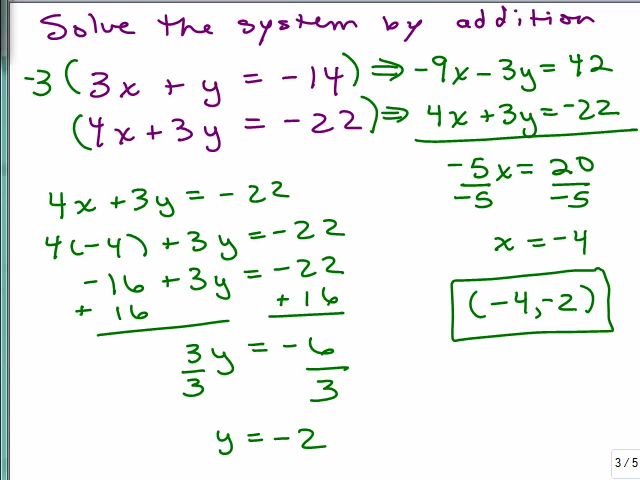 Solve the system by addition
-3 (3x + y = -14) ⇒ -9x - 3y = 42
(4x + 3y = -22) ⇒ 4x + 3y = -22
-5x = 20
-5 -5
x = -4
(-4, -2)
4x + 3y = -22
4(-4) + 3y = -22
-16 + 3y = -22
+ 16 + 16
3y = -6
3 3
y = -2
3 / 5